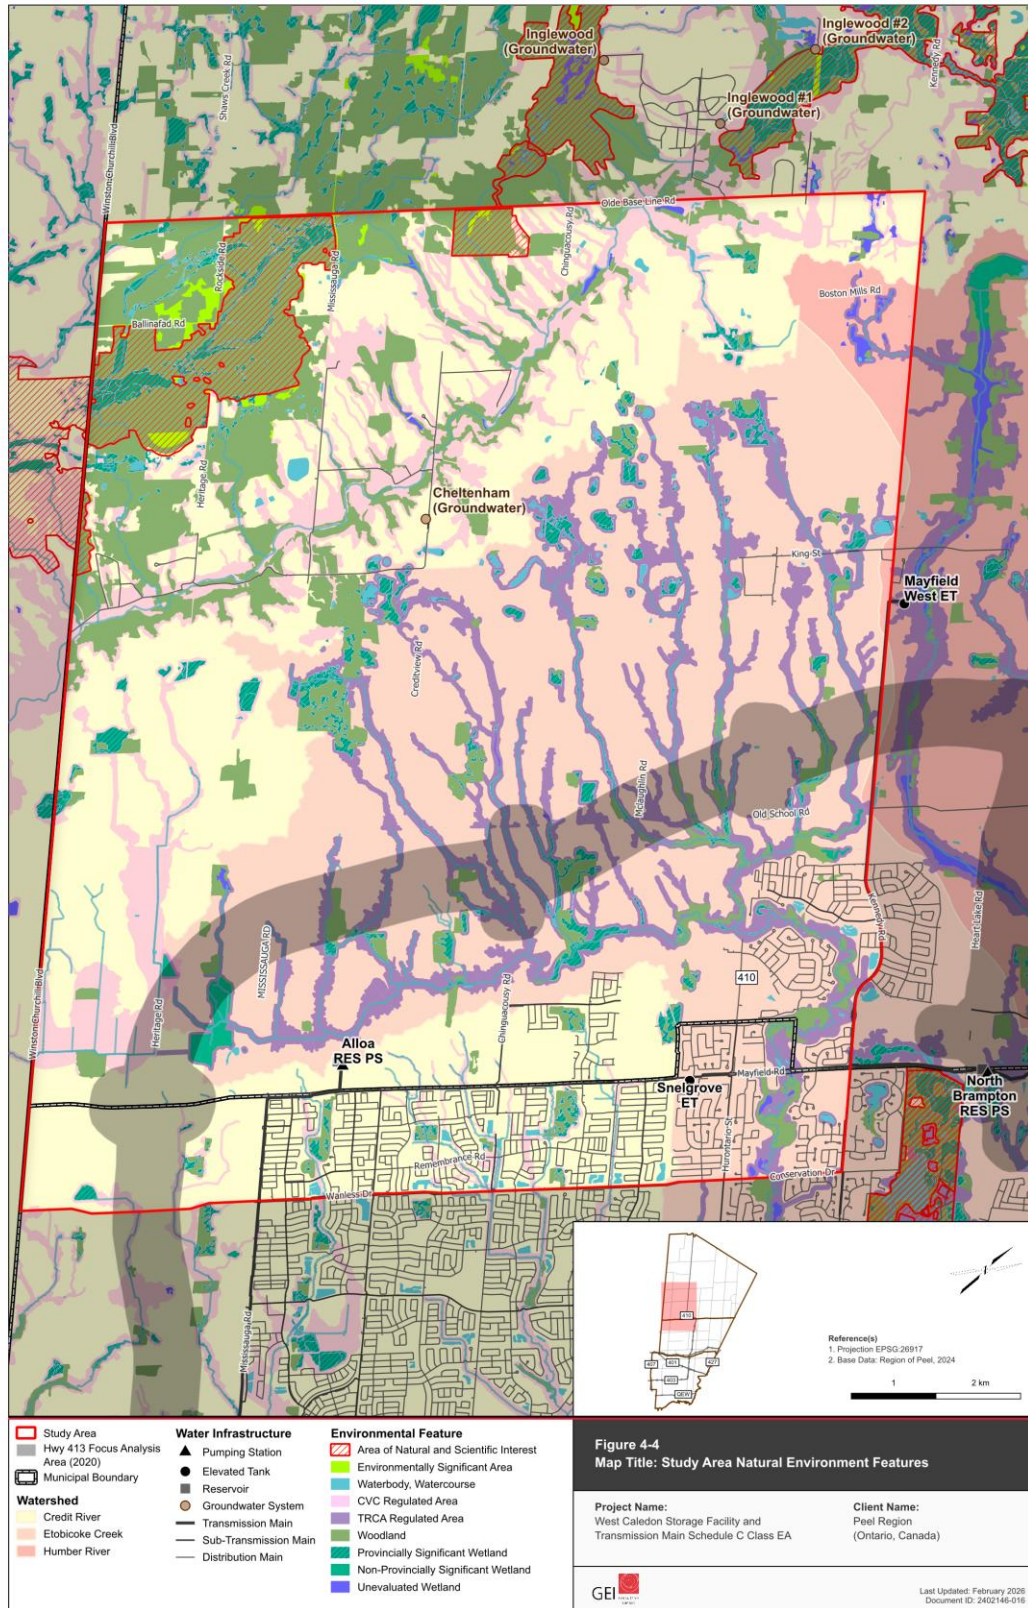 Inglewood
(Groundwater)
Inglewood #2
(Groundwater)
Kennedy Rd
Shaws Creek Rd
Inglewood #1
(Groundwater)
Winston Churchill Blvd
Olde Base Line Rd
Chinguacousy Rd
Rockside Rd
Mississauga Rd
Boston Mills Rd
Ballinafad Rd
Heritage Rd
Cheltenham
(Groundwater)
King St
Mayfield
West ET
Creditview Rd
Mclaughlin Rd
Old School Rd
Kennedy Rd
Heart Lake Rd
MISSISSAUGA RD
410
Chinguacousy Rd
Heritage Rd
Winston Churchill Blvd
Alloa
RES PS
Mayfield Rd
Snelgrove
ET
North
Brampton
RES PS
Hurontario St
Remembrance Rd
Conservation Dr
Wanless Dr
Mississauga Rd
410
407
401
427
403
QEW
Reference(s)
1. Projection EPSG:26917
2. Base Data: Region of Peel, 2024
1 2 km
Study Area
Hwy 413 Focus Analysis
Area (2020)
Municipal Boundary
Watershed
Credit River
Etobicoke Creek
Humber River
Water Infrastructure
Pumping Station
Elevated Tank
Reservoir
Groundwater System
Transmission Main
Sub-Transmission Main
Distribution Main
Environmental Feature
Area of Natural and Scientific Interest
Environmentally Significant Area
Waterbody, Watercourse
CVC Regulated Area
TRCA Regulated Area
Woodland
Provincially Significant Wetland
Non-Provincially Significant Wetland
Unevaluated Wetland
Figure 4-4
Map Title: Study Area Natural Environment Features
Project Name:
West Caledon Storage Facility and
Transmission Main Schedule C Class EA
Client Name:
Peel Region
(Ontario, Canada)
GEI
Last Updated: February 2026
Document ID: 2402146-016